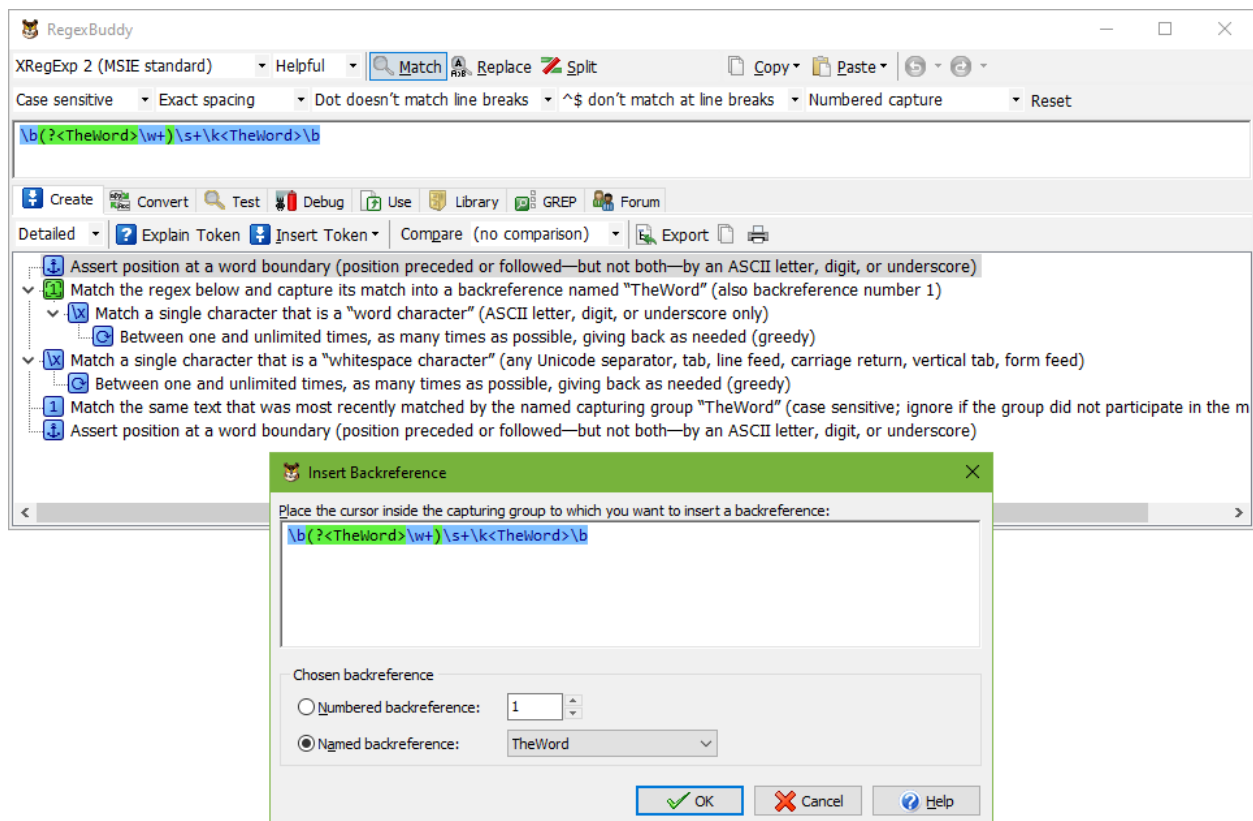 RegexBuddy
XRegExp 2 (MSIE standard) Helpful Match Replace Split Copy Paste
Case sensitive Exact spacing Dot doesn't match line breaks ^$ don't match at line breaks Numbered capture Reset
\b(?<TheWord>\w+)\s+\k<TheWord>\b
Create Convert Test Debug Use Library GREP Forum
Detailed Explain Token Insert Token Compare (no comparison) Export
Assert position at a word boundary (position preceded or followed—but not both—by an ASCII letter, digit, or underscore)
Match the regex below and capture its match into a backreference named “TheWord” (also backreference number 1)
Match a single character that is a “word character” (ASCII letter, digit, or underscore only)
Between one and unlimited times, as many times as possible, giving back as needed (greedy)
Match a single character that is a “whitespace character” (any Unicode separator, tab, line feed, carriage return, vertical tab, form feed)
Between one and unlimited times, as many times as possible, giving back as needed (greedy)
1 Match the same text that was most recently matched by the named capturing group “TheWord” (case sensitive; ignore if the group did not participate in the m
Assert position at a word boundary (position preceded or followed—but not both—by an ASCII letter, digit, or underscore)
Insert Backreference
Place the cursor inside the capturing group to which you want to insert a backreference:
\b(?<TheWord>\w+)\s+\k<TheWord>\b
Chosen backreference
Numbered backreference: 1
Named backreference: TheWord
OK Cancel Help